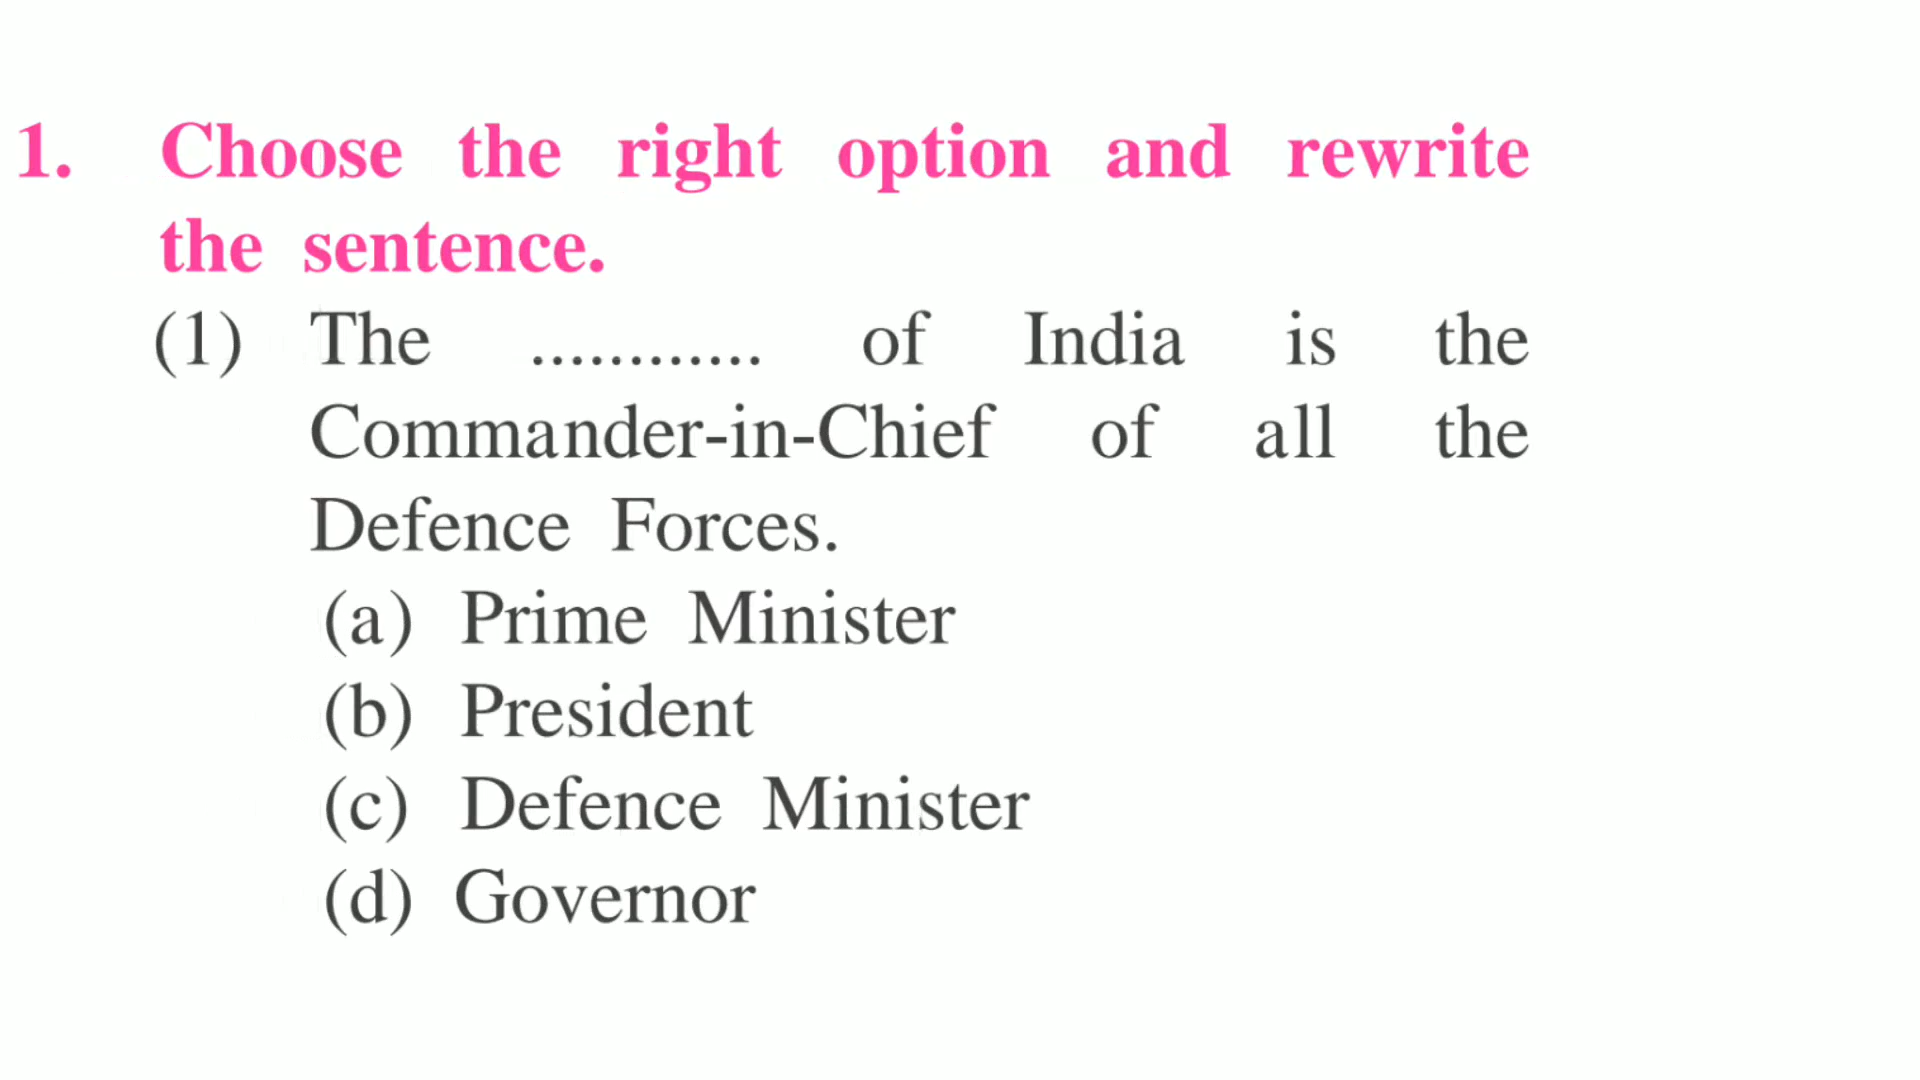 1. Choose the right option and rewrite
the sentence.
(1) The ............ of India is the
Commander-in-Chief of all the
Defence Forces.
(a) Prime Minister
(b) President
(c) Defence Minister
(d) Governor